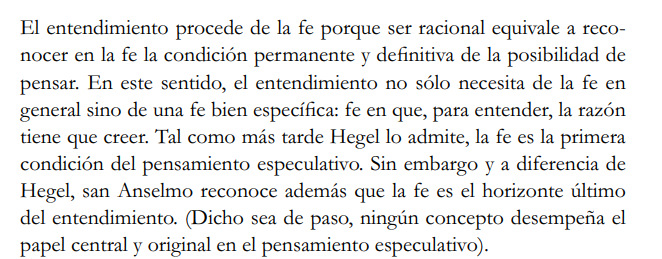 El entendimiento procede de la fe porque ser racional equivale a reco-
nocer en la fe la condición permanente y definitiva de la posibilidad de
pensar. En este sentido, el entendimiento no sólo necesita de la fe en
general sino de una fe bien específica: fe en que, para entender, la razón
tiene que creer. Tal como más tarde Hegel lo admite, la fe es la primera
condición del pensamiento especulativo. Sin embargo y a diferencia de
Hegel, san Anselmo reconoce además que la fe es el horizonte último
del entendimiento. (Dicho sea de paso, ningún concepto desempeña el
papel central y original en el pensamiento especulativo).